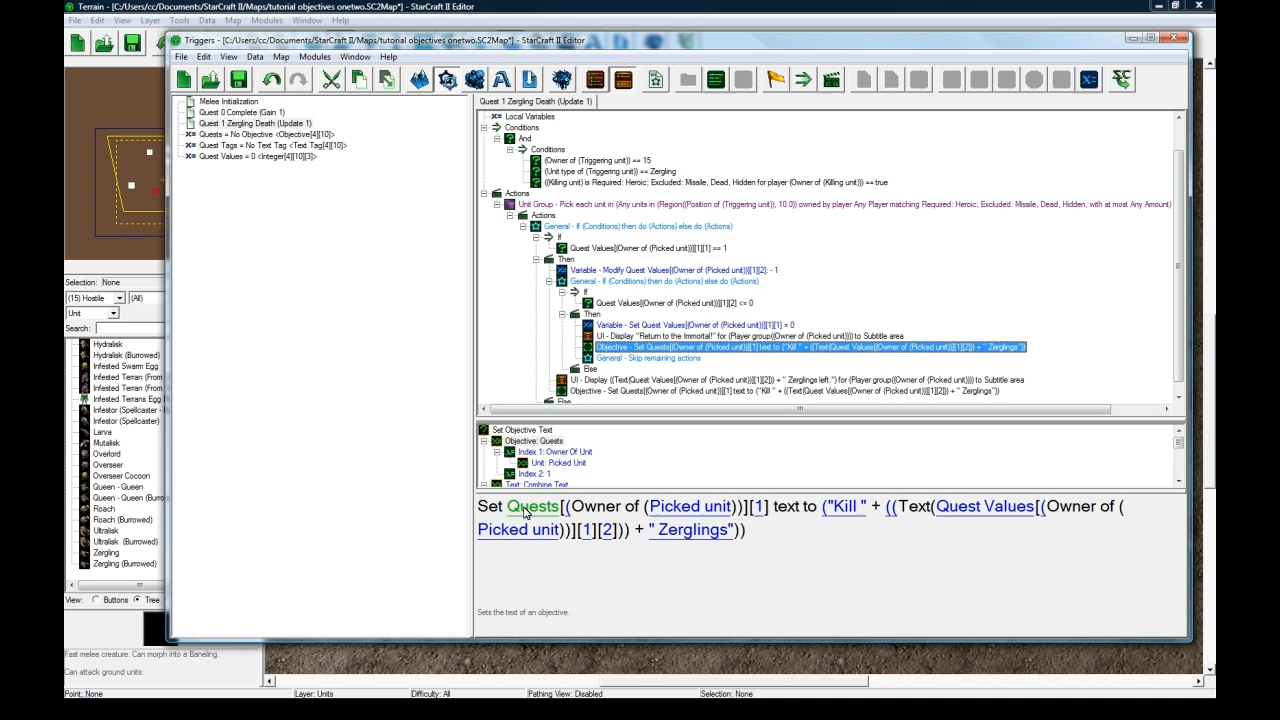 Terrain - [C:/Users/cc/Documents/StarCraft II/Maps/tutorial objectives onetwo.SC2Map*] - StarCraft II Editor
File Edit View Layer Tools Data Map Modules Window Help
Triggers - [C:/Users/cc/Documents/StarCraft II/Maps/tutorial objectives onetwo.SC2Map*] - StarCraft II Editor
File Edit View Data Map Modules Window Help
Melee Initialization
Quest 0 Complete (Gain 1)
Quest 1 Zergling Death (Update 1)
Quests = No Objective <Objective[4][10]>
Quest Tags = No Text Tag <Text Tag[4][10]>
Quest Values = 0 <Integer[4][10][3]>
Quest 1 Zergling Death (Update 1)
Local Variables
Conditions
And
Conditions
(Owner of (Triggering unit)) == 15
(Unit type of (Triggering unit)) == Zergling
((Killing unit) is Required: Heroic; Excluded: Missile, Dead, Hidden for player (Owner of (Killing unit))) == true
Actions
Unit Group - Pick each unit in (Any units in (Region((Position of (Triggering unit)), 10.0)) owned by player Any Player matching Required: Heroic; Excluded: Missile, Dead, Hidden, with at most Any Amount)
Actions
General - If (Conditions) then do (Actions) else do (Actions)
If
Quest Values[(Owner of (Picked unit))][1][1] == 1
Then
Variable - Modify Quest Values[(Owner of (Picked unit))][1][2]: - 1
General - If (Conditions) then do (Actions) else do (Actions)
If
Quest Values[(Owner of (Picked unit))][1][2] <= 0
Then
Variable - Set Quest Values[(Owner of (Picked unit))][1][1] = 0
UI - Display "Return to the Immortal!" for (Player group((Owner of (Picked unit)))) to Subtitle area
Objective - Set Quests[(Owner of (Picked unit))][1] text to ("Kill " + ((Text(Quest Values[(Owner of (Picked unit))][1][2])) + " Zerglings"))
General - Skip remaining actions
Else
UI - Display ((Text(Quest Values[(Owner of (Picked unit))][1][2])) + " Zerglings left.") for (Player group((Owner of (Picked unit)))) to Subtitle area
Objective - Set Quests[(Owner of (Picked unit))][1] text to ("Kill " + ((Text(Quest Values[(Owner of (Picked unit))][1][2])) + " Zerglings"))
Else
Set Objective Text
Objective: Quests
Index 1: Owner Of Unit
Unit: Picked Unit
Index 2: 1
Text: Combine Text
Set Quests[(Owner of (Picked unit))][1] text to ("Kill " + ((Text(Quest Values[(Owner of (
Picked unit))][1][2])) + " Zerglings"))
Sets the text of an objective.
Selection: None
(15) Hostile (All)
Unit
Search:
Hydralisk
Hydralisk (Burrowed)
Infested Swarm Egg
Infested Terran (From
Infested Terran (From
Infested Terrans Egg
Infestor (Spellcaster -
Infestor (Spellcaster)
Larva
Mutalisk
Overlord
Overseer
Overseer Cocoon
Queen - Queen
Queen - Queen (Burro
Roach
Roach (Burrowed)
Ultralisk
Ultralisk (Burrowed)
Zergling
Zergling (Burrowed)
View: Buttons Tree
Fast melee creature. Can morph into a Baneling.
Can attack ground units.
Point: None Layer: Units Difficulty: All Pathing View: Disabled Selection: None